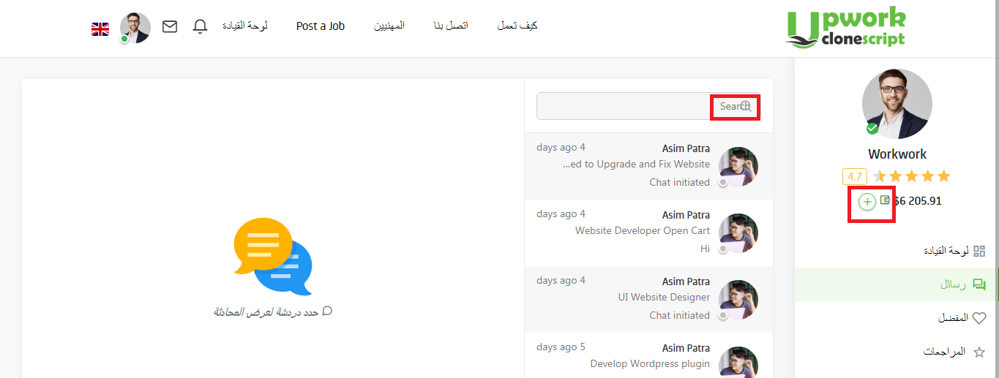 Upwork
clonescript
كيف تعمل
اتصل بنا
المهنيين
Post a Job
لوحة القيادة
Workwork
4.7
$6 205.91
لوحة القيادة
رسائل
المفضل
المراجعات
Search
Asim Patra
days ago 4
...ed to Upgrade and Fix Website
Chat initiated
Asim Patra
days ago 4
Website Developer Open Cart
Hi
Asim Patra
days ago 4
UI Website Designer
Chat initiated
Asim Patra
days ago 5
Develop Wordpress plugin
حدد دردشة لعرض المحادثة